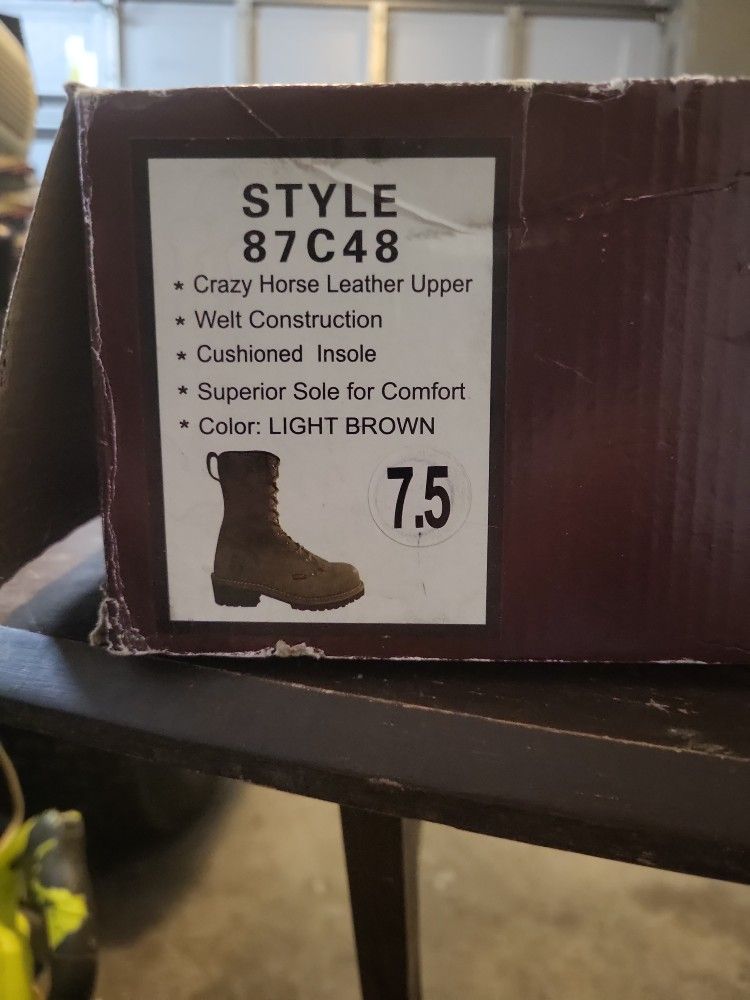 STYLE
87C48
* Crazy Horse Leather Upper
* Welt Construction
* Cushioned Insole
* Superior Sole for Comfort
* Color: LIGHT BROWN
7.5